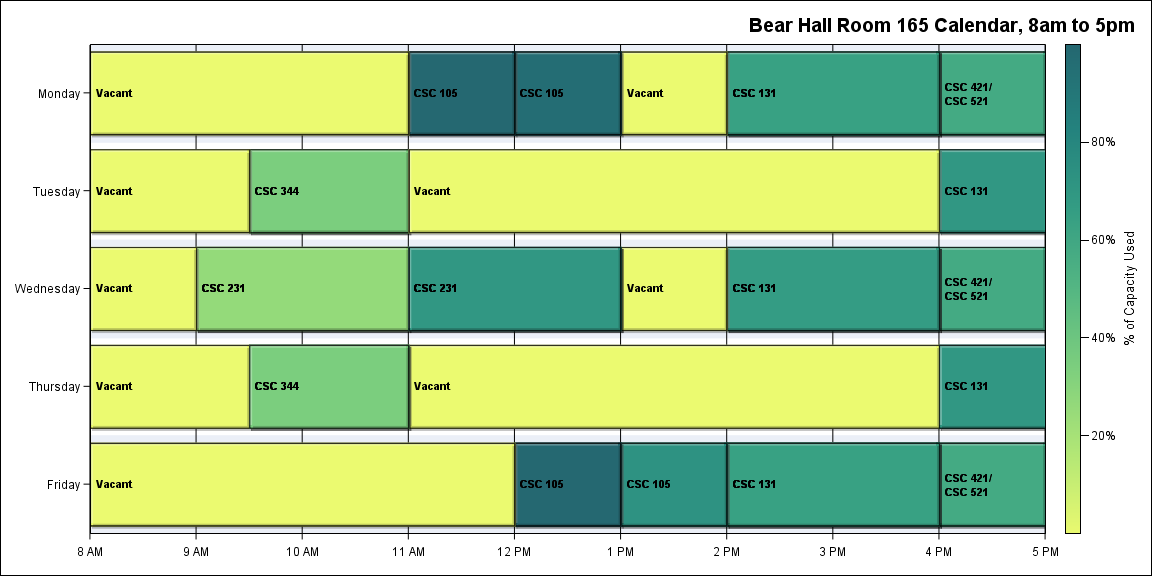 Bear Hall Room 165 Calendar, 8am to 5pm
Monday
Vacant
CSC 105
CSC 105
Vacant
CSC 131
CSC 421/
CSC 521
Tuesday
Vacant
CSC 344
Vacant
CSC 131
Wednesday
Vacant
CSC 231
CSC 231
Vacant
CSC 131
CSC 421/
CSC 521
Thursday
Vacant
CSC 344
Vacant
CSC 131
Friday
Vacant
CSC 105
CSC 105
CSC 131
CSC 421/
CSC 521
8 AM
9 AM
10 AM
11 AM
12 PM
1 PM
2 PM
3 PM
4 PM
5 PM
80%
60%
40%
20%
% of Capacity Used